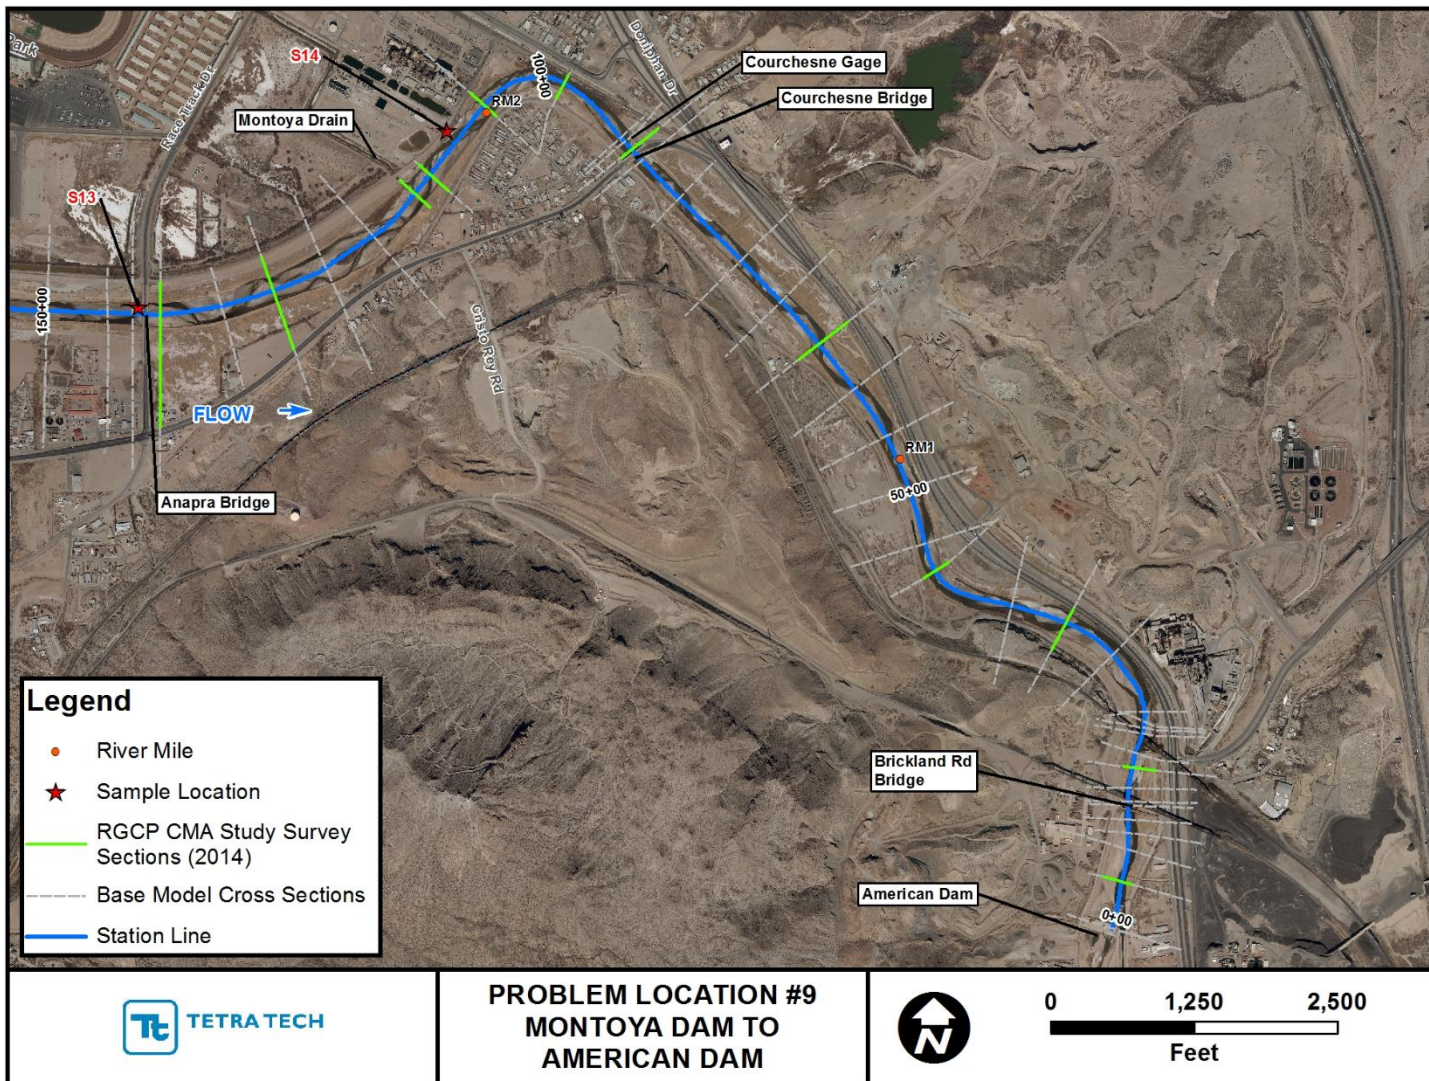 Park
Race Track Dr
S14
Montoya Drain
RM2
100+00
Doniphan Dr
Courchesne Gage
Courchesne Bridge
S13
150+00
Cristo Rey Rd
FLOW
Anapra Bridge
RM1
50+00
Brickland Rd
Bridge
American Dam
0+00
Legend
River Mile
Sample Location
RGCP CMA Study Survey
Sections (2014)
Base Model Cross Sections
Station Line
Tt TETRA TECH
PROBLEM LOCATION #9
MONTOYA DAM TO
AMERICAN DAM
N
0 1,250 2,500
Feet